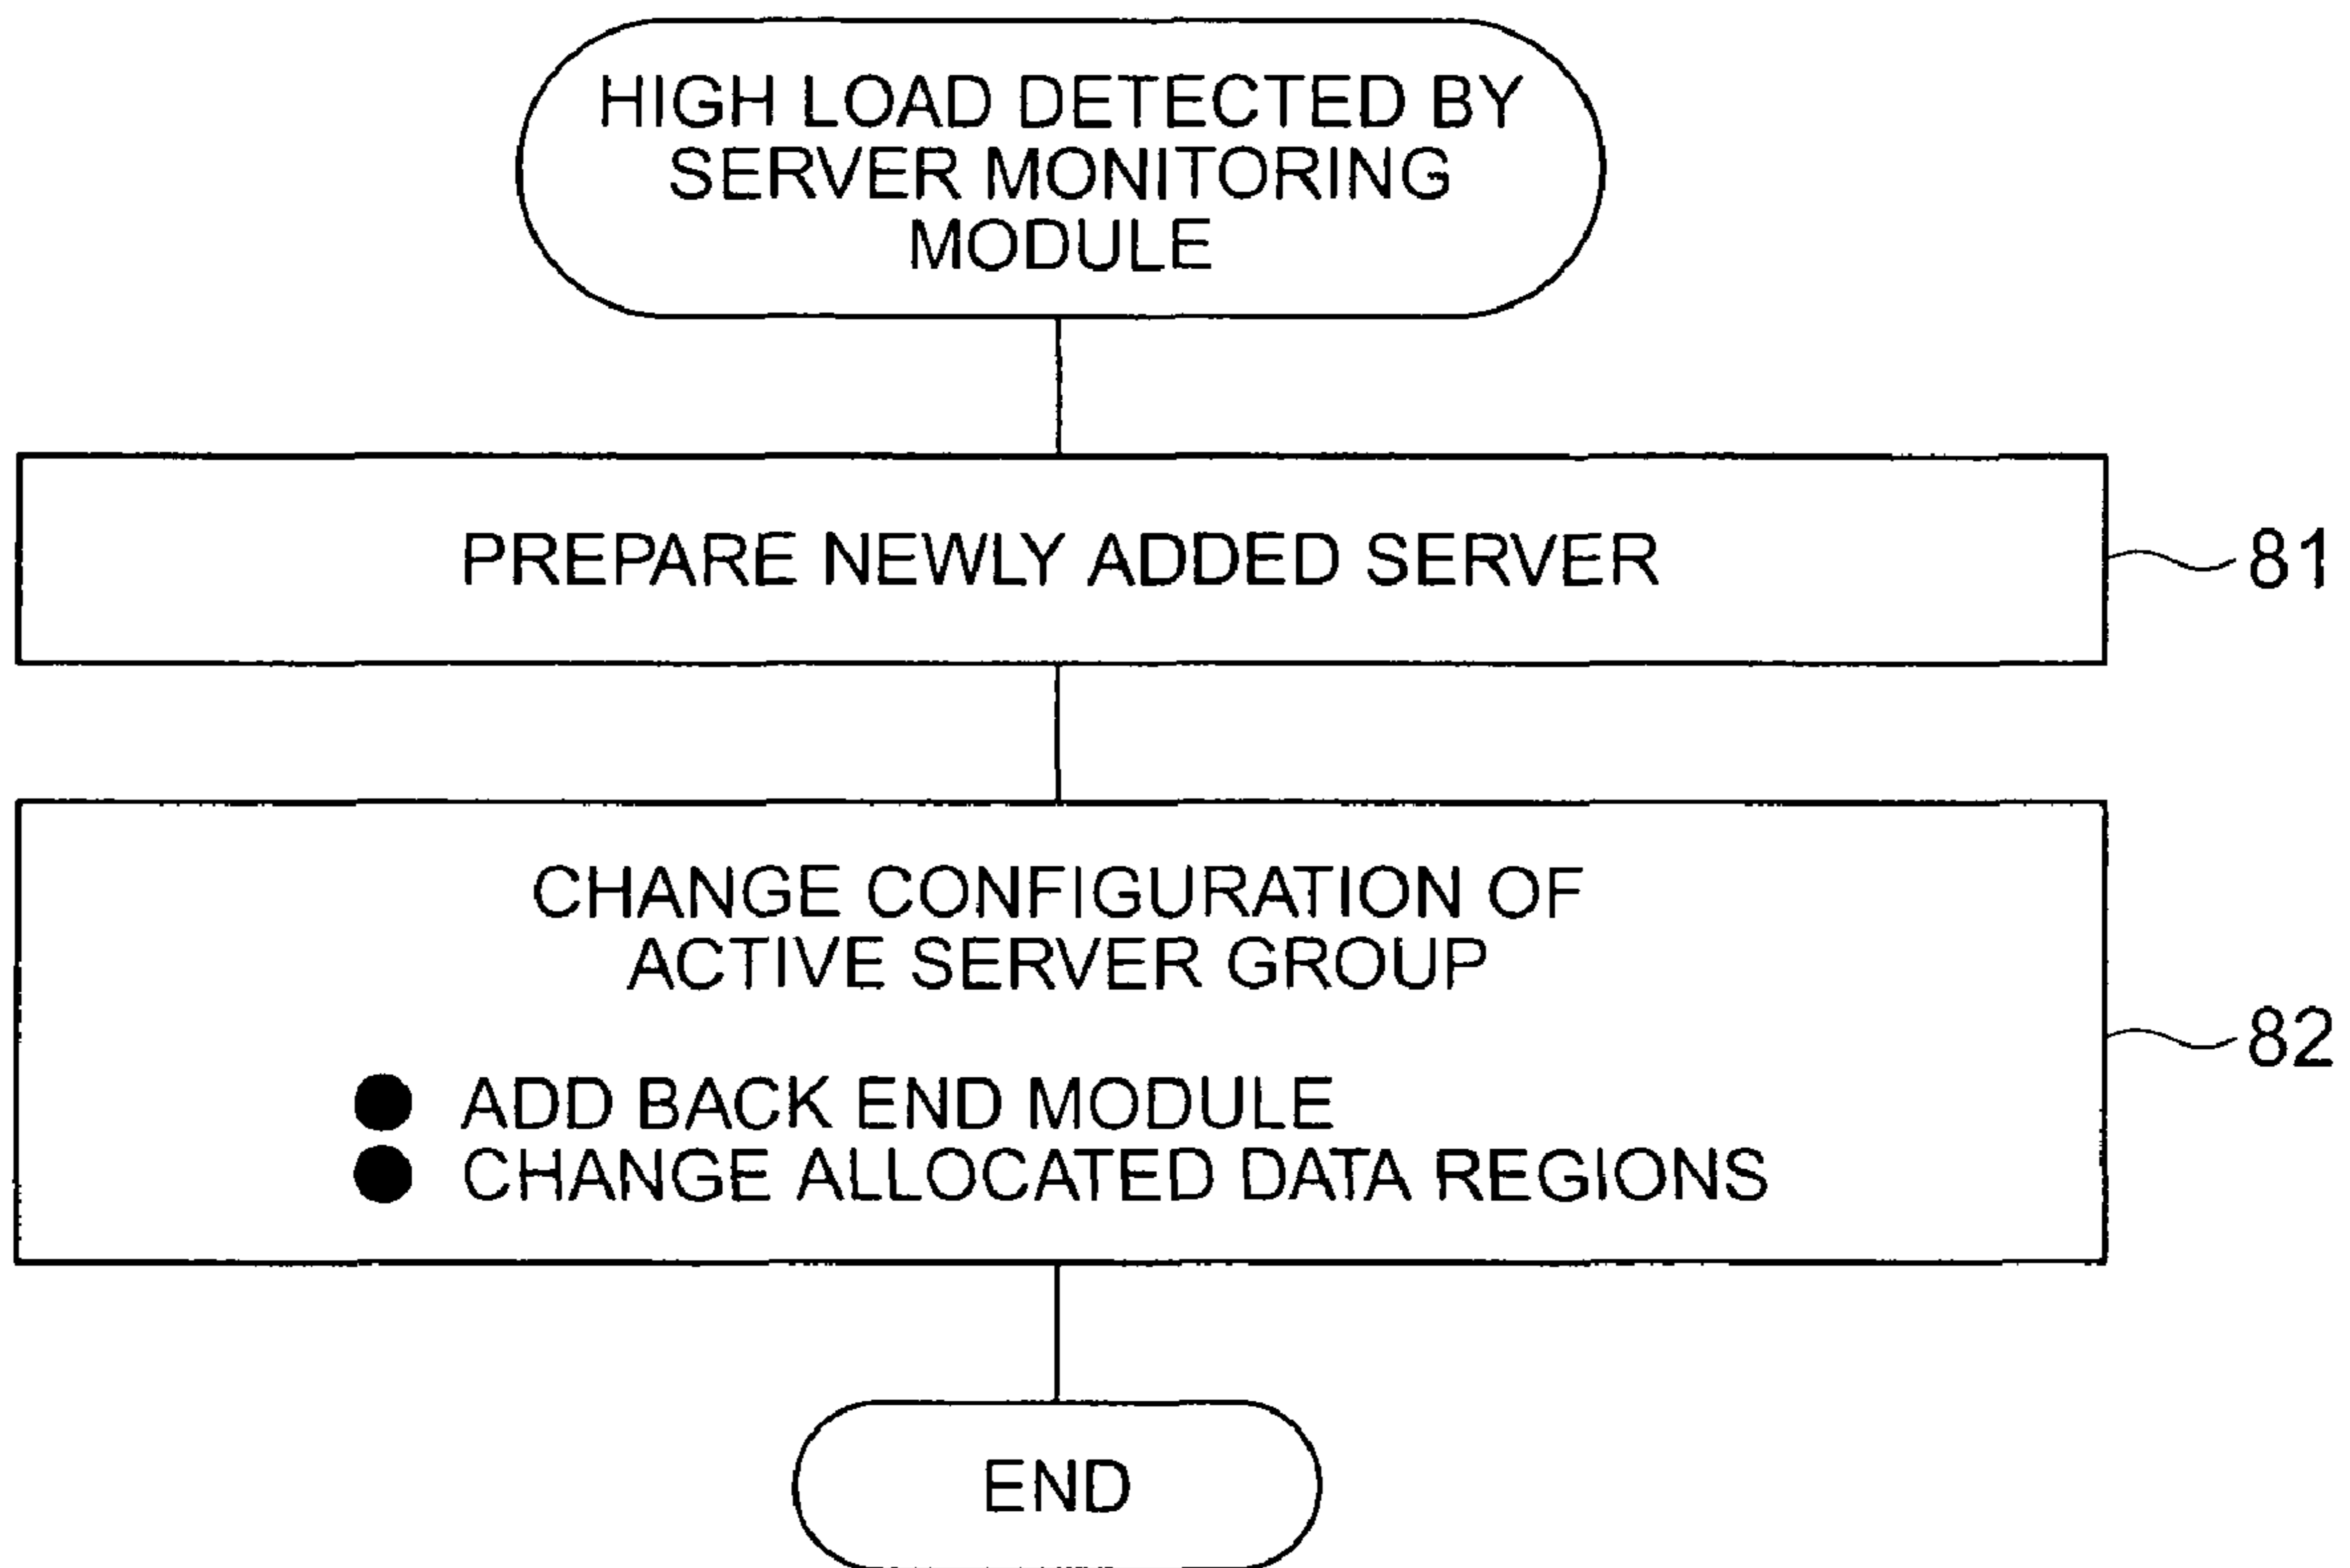 HIGH LOAD DETECTED BY
SERVER MONITORING
MODULE
PREPARE NEWLY ADDED SERVER
81
CHANGE CONFIGURATION OF
ACTIVE SERVER GROUP
82
● ADD BACK END MODULE
● CHANGE ALLOCATED DATA REGIONS
END